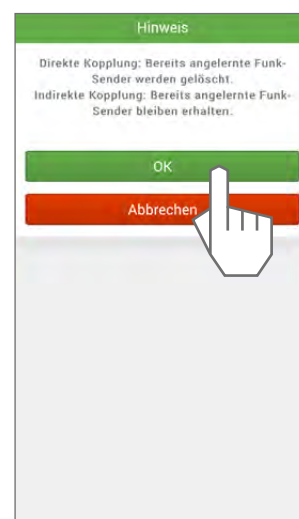 Hinweis
Direkte Kopplung: Bereits angelernte Funk-
Sender werden gelöscht.
Indirekte Kopplung: Bereits angelernte Funk-
Sender bleiben erhalten.
OK
Abbrechen